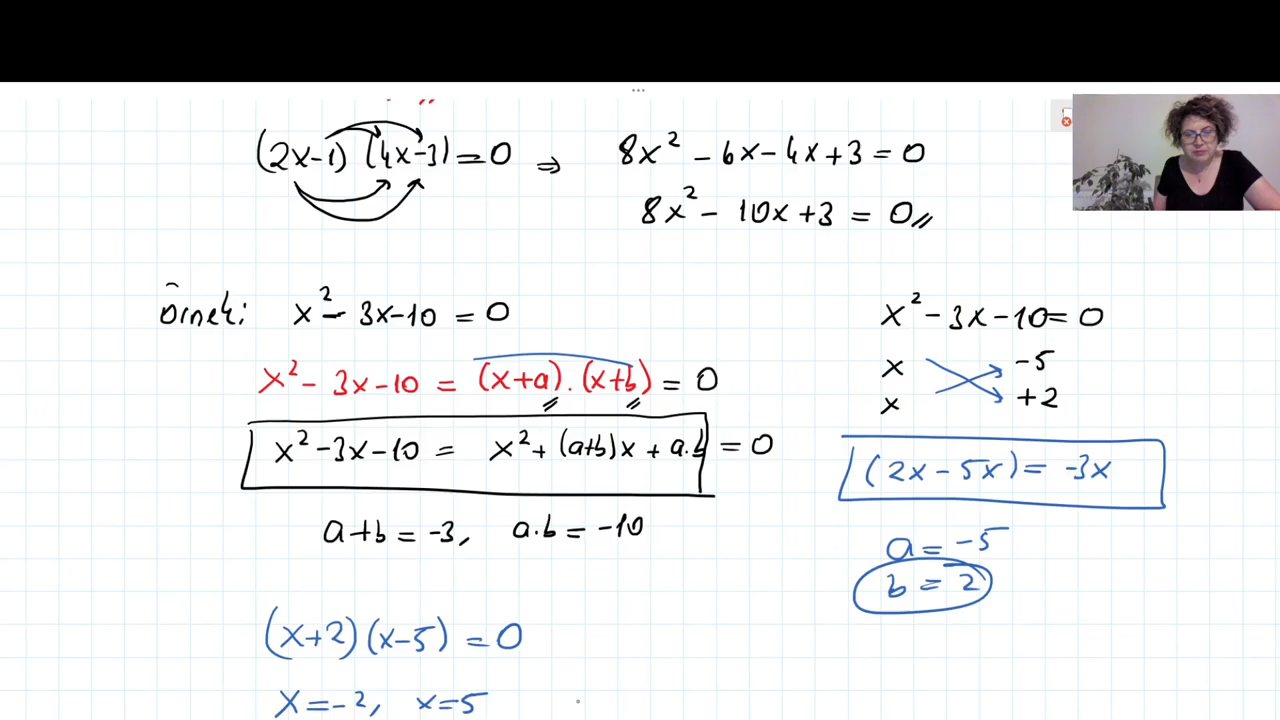 (2x-1) (4x-3) = 0 ⇒ 8x² - 6x - 4x + 3 = 0
8x² - 10x + 3 = 0
Örnek: x² - 3x - 10 = 0
x² - 3x - 10 = (x+a) . (x+b) = 0
x² - 3x - 10 = x² + (a+b)x + a.b = 0
a+b = -3, a.b = -10
(x+2) (x-5) = 0
x = -2, x = 5
x² - 3x - 10 = 0
x -5
x +2
(2x - 5x) = -3x
a = -5
b = 2